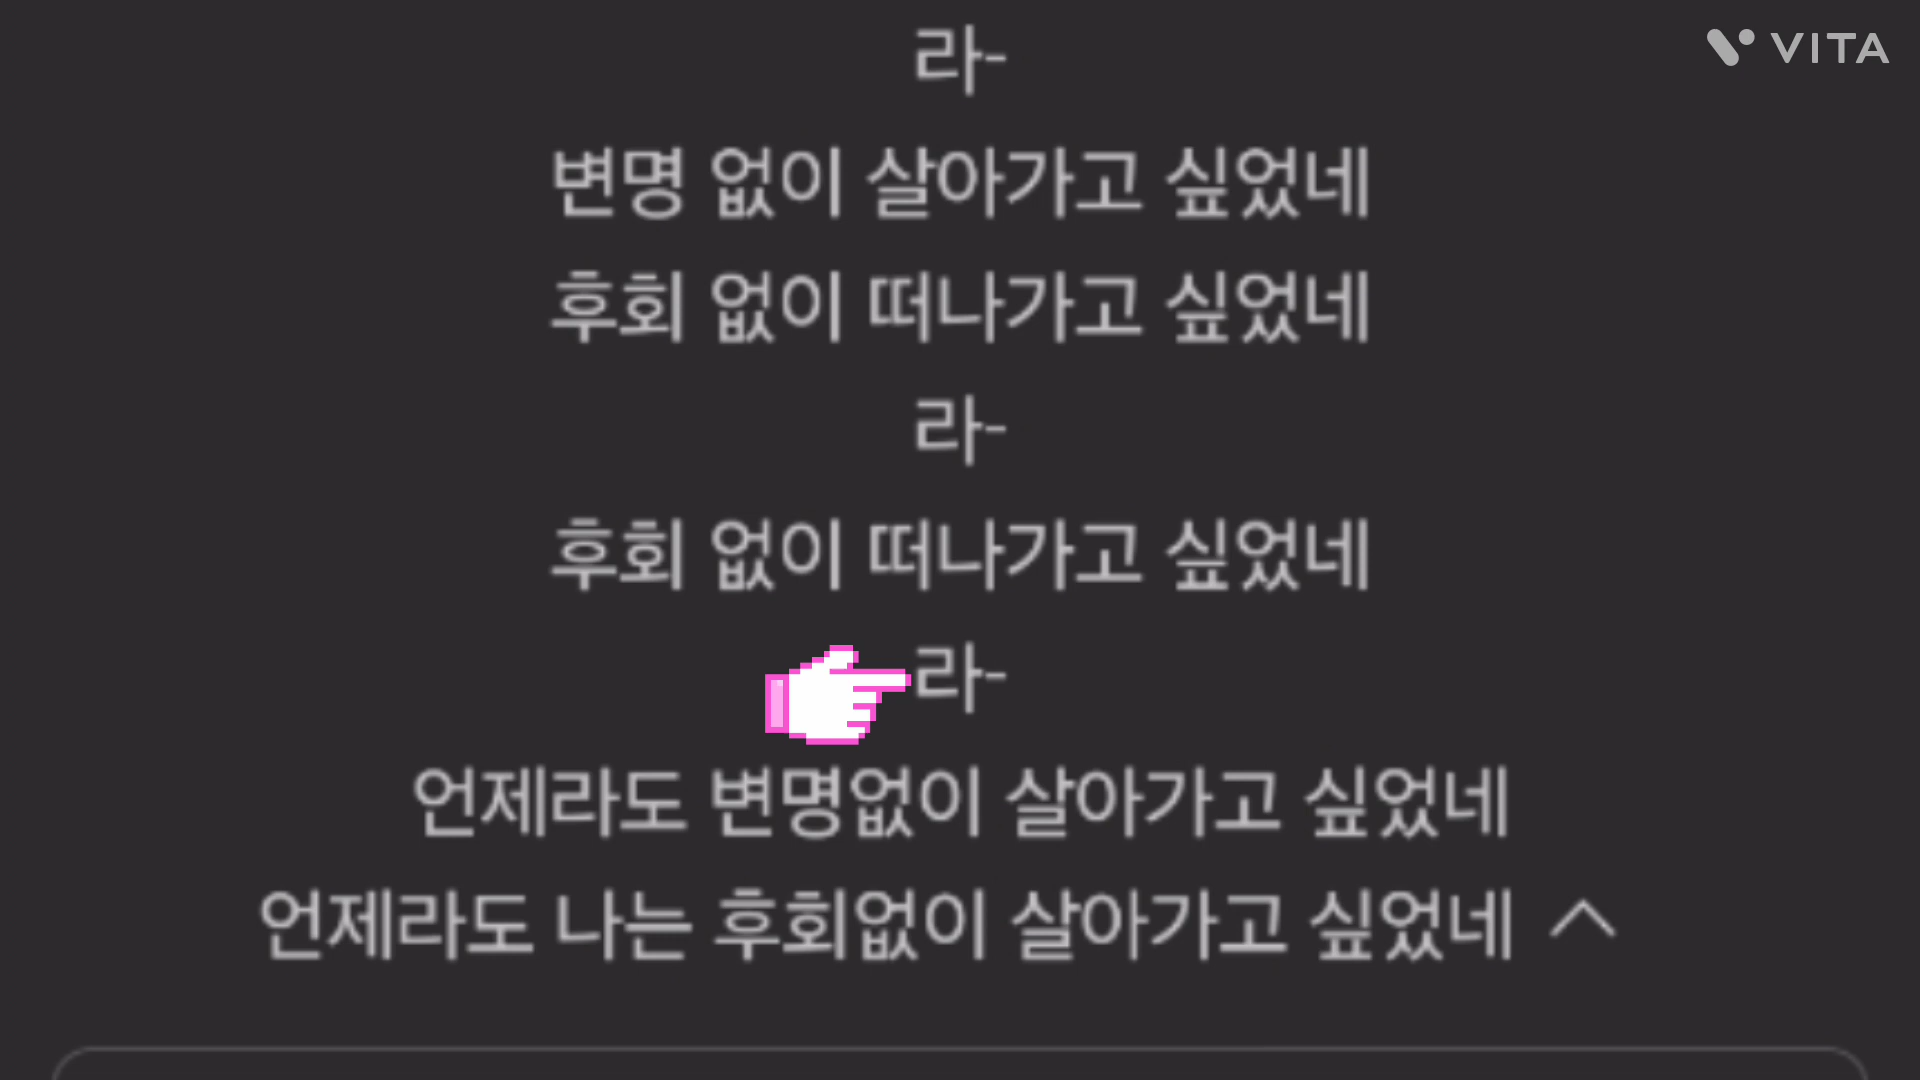 VITA
라-
변명 없이 살아가고 싶었네
후회 없이 떠나가고 싶었네
라-
후회 없이 떠나가고 싶었네
라-
언제라도 변명없이 살아가고 싶었네
언제라도 나는 후회없이 살아가고 싶었네